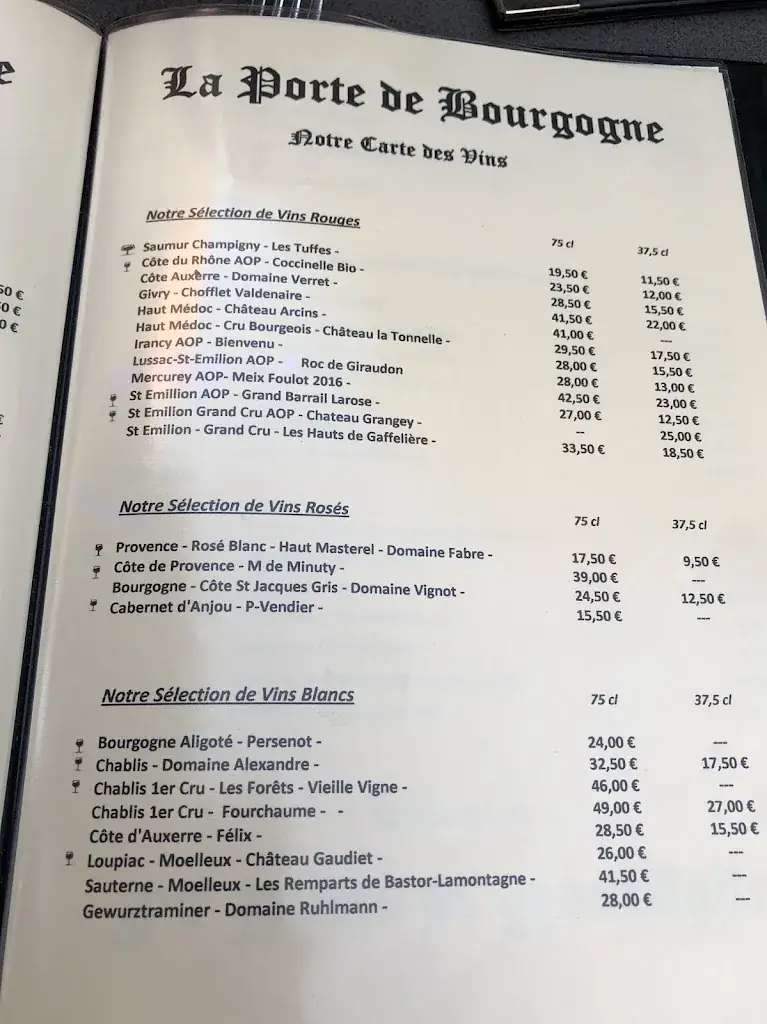 La Porte de Bourgogne
Notre Carte des Vins
Notre Sélection de Vins Rouges 75 cl 37,5 cl
Saumur Champigny - Les Tuffes - 19,50 € 11,50 €
Côte du Rhône AOP - Coccinelle Bio - 23,50 € 12,00 €
Côte Auxerre - Domaine Verret - 28,50 € 15,50 €
Givry - Chofflet Valdenaire - 41,50 € 22,00 €
Haut Médoc - Château Arcins - 41,00 € ---
Haut Médoc - Cru Bourgeois - Château la Tonnelle - 29,50 € 17,50 €
Irancy AOP - Bienvenu - 28,00 € 15,50 €
Lussac-St-Emilion AOP - Roc de Giraudon 28,00 € 13,00 €
Mercurey AOP- Meix Foulot 2016 - 42,50 € 23,00 €
St Emillion AOP - Grand Barrail Larose - 27,00 € 12,50 €
St Emilion Grand Cru AOP - Chateau Grangey - -- 25,00 €
St Emilion - Grand Cru - Les Hauts de Gaffelière - 33,50 € 18,50 €
Notre Sélection de Vins Rosés 75 cl 37,5 cl
Provence - Rosé Blanc - Haut Masterel - Domaine Fabre - 17,50 € 9,50 €
Côte de Provence - M de Minuty - 39,00 € ---
Bourgogne - Côte St Jacques Gris - Domaine Vignot - 24,50 € 12,50 €
Cabernet d'Anjou - P-Vendier - 15,50 € ---
Notre Sélection de Vins Blancs 75 cl 37,5 cl
Bourgogne Aligoté - Persenot - 24,00 € ---
Chablis - Domaine Alexandre - 32,50 € 17,50 €
Chablis 1er Cru - Les Forêts - Vieille Vigne - 46,00 € ---
Chablis 1er Cru - Fourchaume - - 49,00 € 27,00 €
Côte d'Auxerre - Félix - 28,50 € 15,50 €
Loupiac - Moelleux - Château Gaudiet - 26,00 € ---
Sauterne - Moelleux - Les Remparts de Bastor-Lamontagne - 41,50 € ---
Gewurztraminer - Domaine Ruhlmann - 28,00 € ---